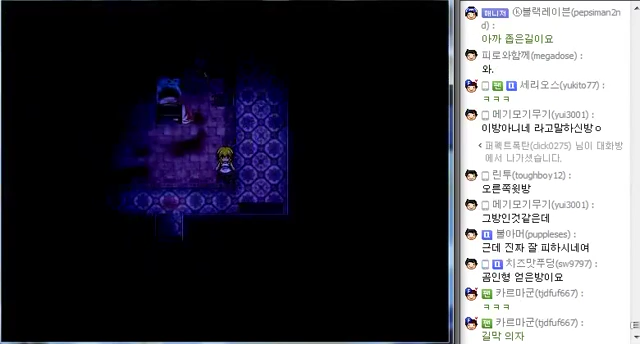 매니저 ⓚ블랙레이븐(pepsiman2n
d) :
아까 좁은길이요
피로와함께(megadose) :
와.
팬 세리오스(yukito77) :
ㅋㅋㅋ
메기모기무기(yui3001) :
이방아니네 라고말하신방ㅇ
퍼펙트폭탄(click0275) 님이 대화방
에서 나가셨습니다.
린투(toughboy12) :
오른쪽윗방
메기모기무기(yui3001) :
그방인것같은데
불아머(puppleses) :
근데 진짜 잘 피하시네여
치즈맛푸딩(sw9797) :
곰인형 얻은방이요
팬 카르마군(tjdfuf667) :
ㅋㅋㅋ
팬 카르마군(tjdfuf667) :
길막 의자